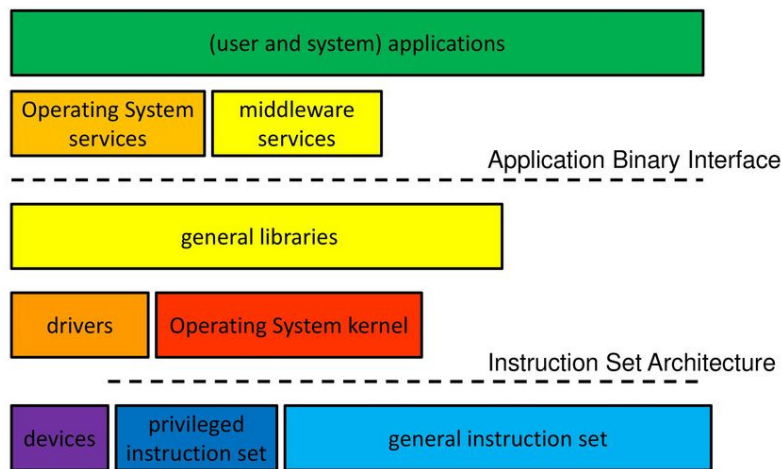 (user and system) applications
Operating System
services
middleware
services
Application Binary Interface
general libraries
drivers
Operating System kernel
Instruction Set Architecture
devices
privileged
instruction set
general instruction set